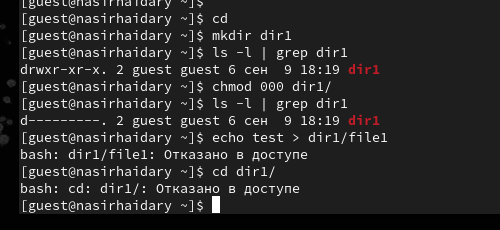 [guest@nasirhaidary ~]$
[guest@nasirhaidary ~]$ cd
[guest@nasirhaidary ~]$ mkdir dir1
[guest@nasirhaidary ~]$ ls -l | grep dir1
drwxr-xr-x. 2 guest guest 6 сен  9 18:19 dir1
[guest@nasirhaidary ~]$ chmod 000 dir1/
[guest@nasirhaidary ~]$ ls -l | grep dir1
d---------. 2 guest guest 6 сен  9 18:19 dir1
[guest@nasirhaidary ~]$ echo test > dir1/file1
bash: dir1/file1: Отказано в доступе
[guest@nasirhaidary ~]$ cd dir1/
bash: cd: dir1/: Отказано в доступе
[guest@nasirhaidary ~]$